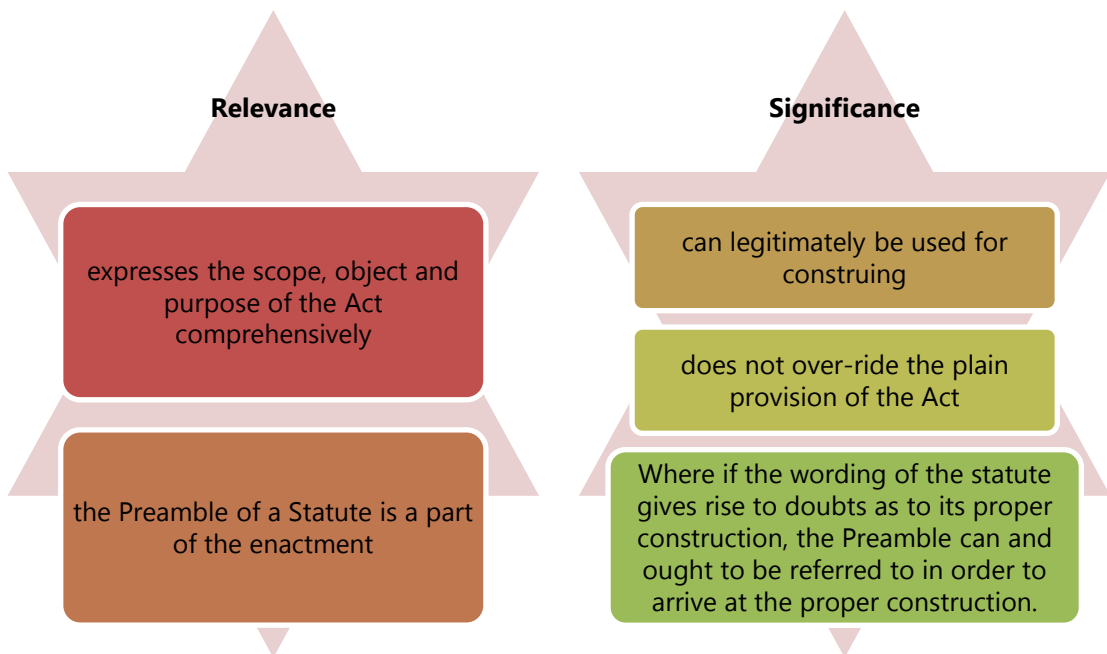 Relevance
expresses the scope, object and
purpose of the Act
comprehensively
the Preamble of a Statute is a part
of the enactment
Significance
can legitimately be used for
construing
does not over-ride the plain
provision of the Act
Where if the wording of the statute
gives rise to doubts as to its proper
construction, the Preamble can and
ought to be referred to in order to
arrive at the proper construction.